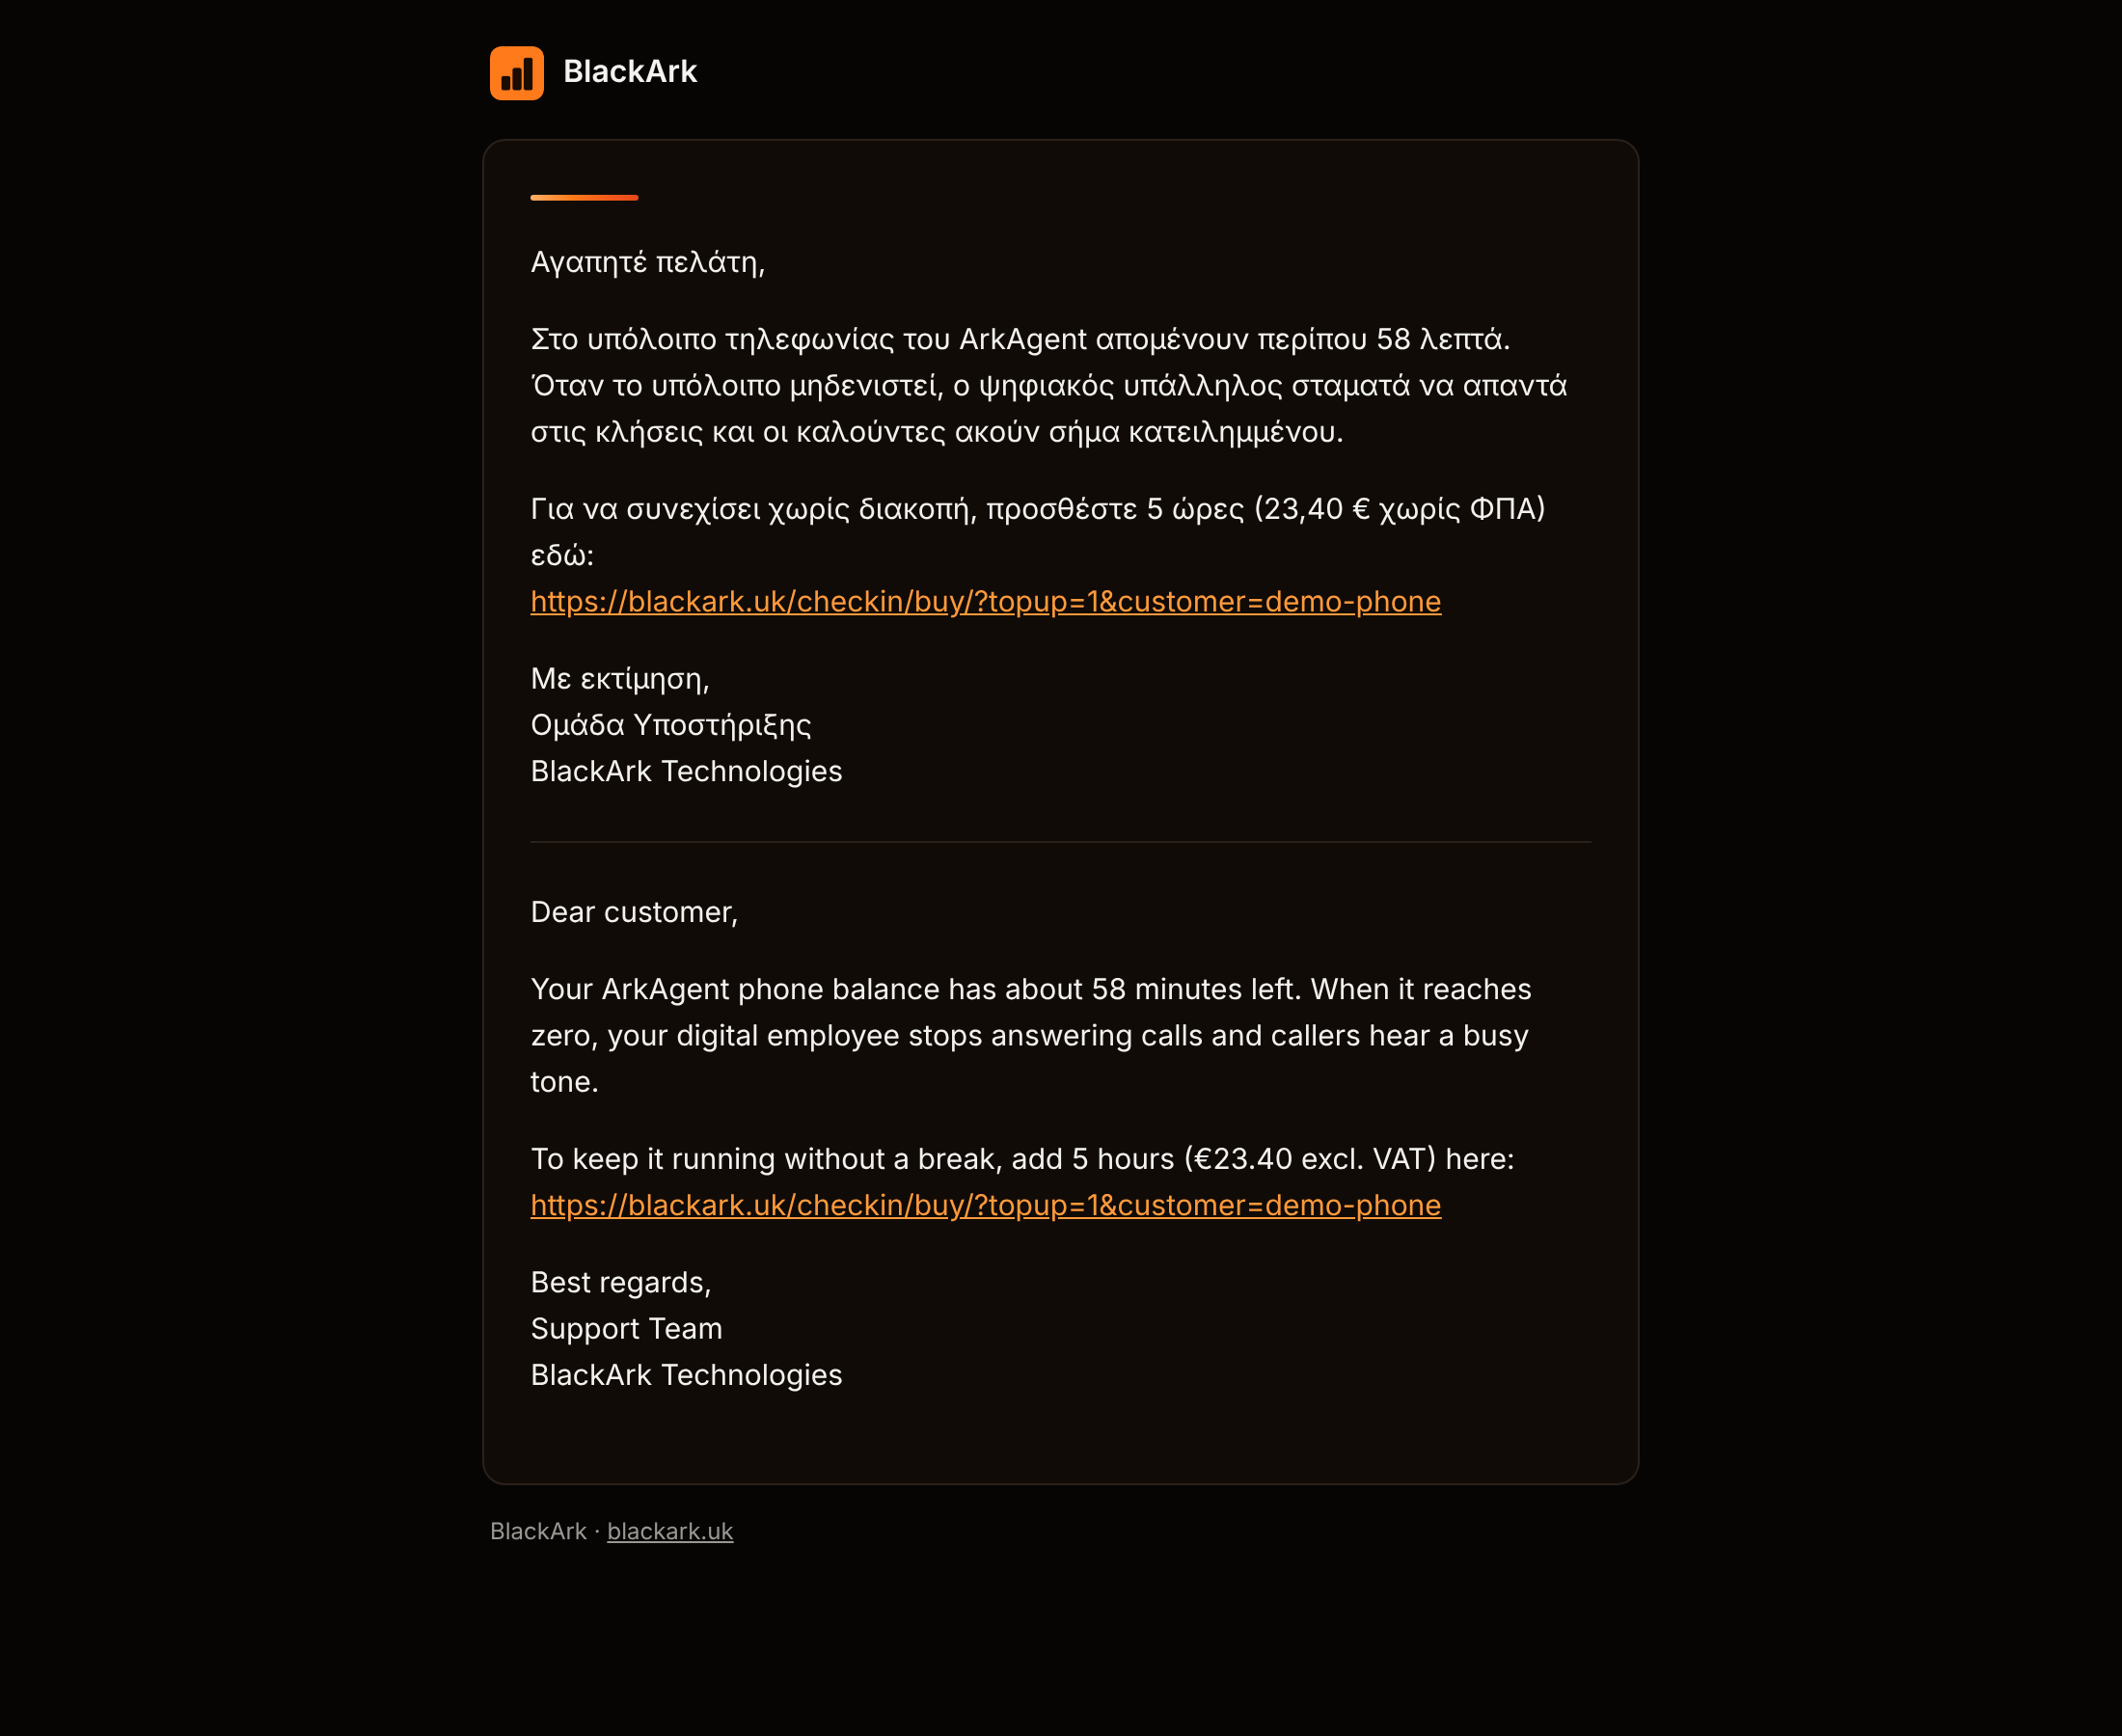 BlackArk
Αγαπητέ πελάτη,
Στο υπόλοιπο τηλεφωνίας του ArkAgent απομένουν περίπου 58 λεπτά.
Όταν το υπόλοιπο μηδενιστεί, ο ψηφιακός υπάλληλος σταματά να απαντά
στις κλήσεις και οι καλούντες ακούν σήμα κατειλημμένου.
Για να συνεχίσει χωρίς διακοπή, προσθέστε 5 ώρες (23,40 € χωρίς ΦΠΑ)
εδώ:
https://blackark.uk/checkin/buy/?topup=1&customer=demo-phone
Με εκτίμηση,
Ομάδα Υποστήριξης
BlackArk Technologies
Dear customer,
Your ArkAgent phone balance has about 58 minutes left. When it reaches
zero, your digital employee stops answering calls and callers hear a busy
tone.
To keep it running without a break, add 5 hours (€23.40 excl. VAT) here:
https://blackark.uk/checkin/buy/?topup=1&customer=demo-phone
Best regards,
Support Team
BlackArk Technologies
BlackArk · blackark.uk